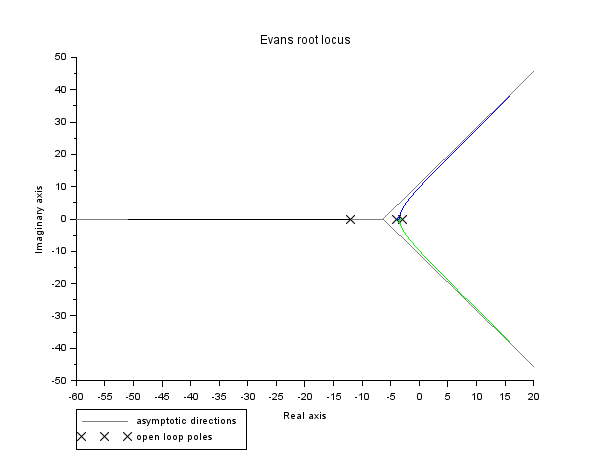 Evans root locus
50
40
30
20
10
0
-10
-20
-30
-40
-50
Imaginary axis
-60 -55 -50 -45 -40 -35 -30 -25 -20 -15 -10 -5 0 5 10 15 20
Real axis
asymptotic directions
open loop poles